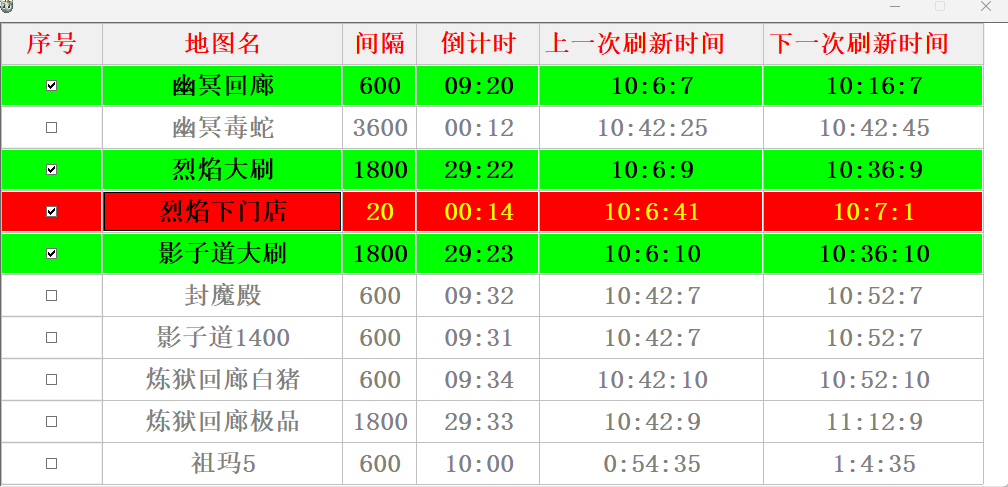 序号 地图名 间隔 倒计时 上一次刷新时间 下一次刷新时间
幽冥回廊 600 09:20 10:6:7 10:16:7
幽冥毒蛇 3600 00:12 10:42:25 10:42:45
烈焰大刷 1800 29:22 10:6:9 10:36:9
烈焰下门店 20 00:14 10:6:41 10:7:1
影子道大刷 1800 29:23 10:6:10 10:36:10
封魔殿 600 09:32 10:42:7 10:52:7
影子道1400 600 09:31 10:42:7 10:52:7
炼狱回廊白猪 600 09:34 10:42:10 10:52:10
炼狱回廊极品 1800 29:33 10:42:9 11:12:9
祖玛5 600 10:00 0:54:35 1:4:35